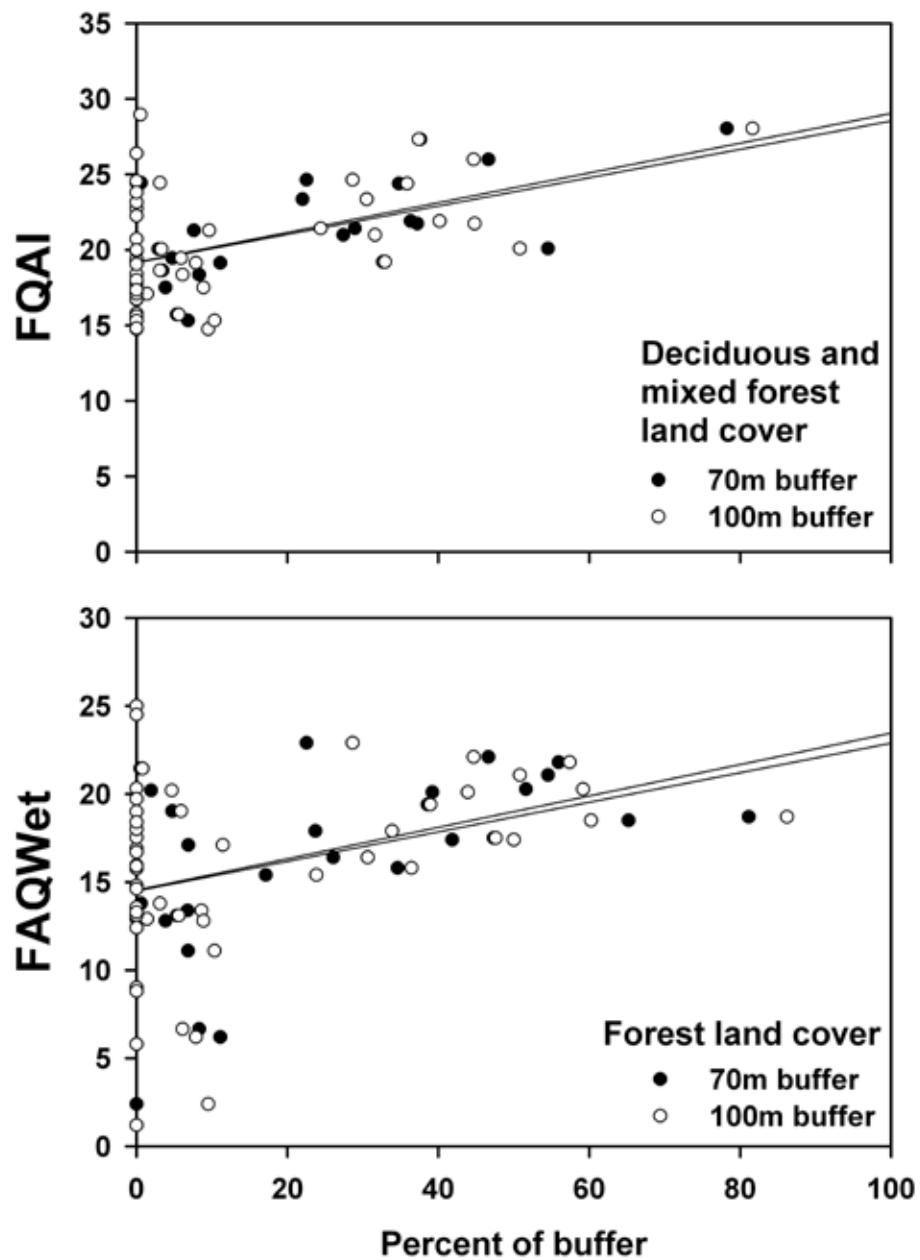 35
30
25
20
15
10
5
0
FQAI
Deciduous and
mixed forest
land cover
70m buffer
100m buffer
30
25
20
15
10
5
0
FAQWet
Forest land cover
70m buffer
100m buffer
0 20 40 60 80 100
Percent of buffer